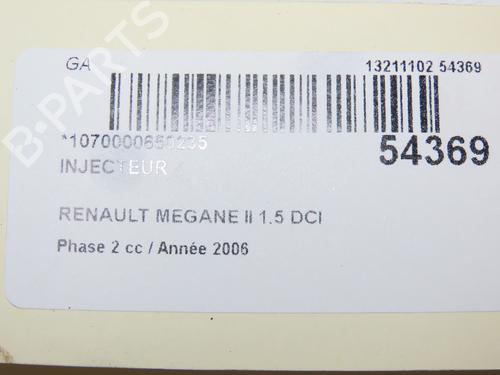 GA
13211102 54369
*1070000650235
54369
INJECTEUR
RENAULT MEGANE II 1.5 DCI
Phase 2 cc / Année 2006
B-PARTS